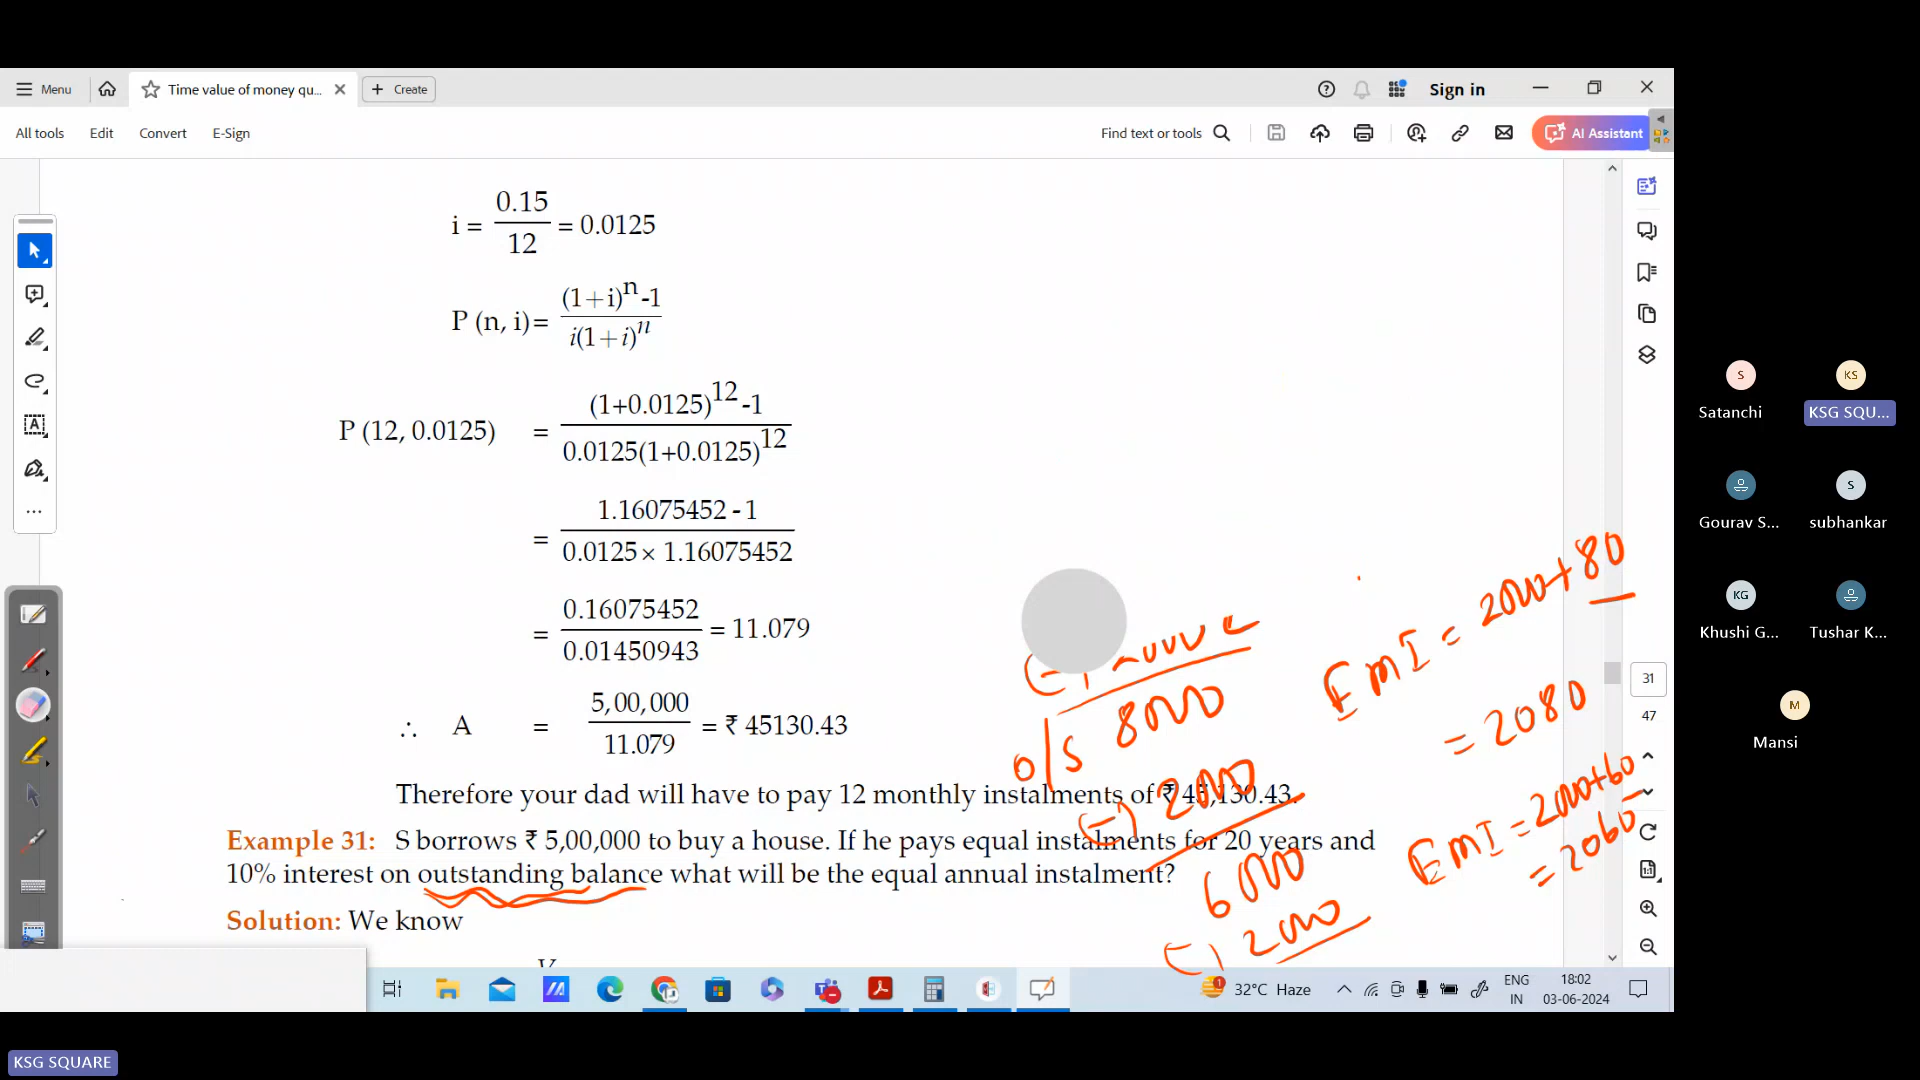 Menu
Time value of money qu...
Create
Sign in
All tools
Edit
Convert
E-Sign
Find text or tools
AI Assistant
i = 0.15 / 12 = 0.0125
P (n, i) = (1+i)^n -1 / i(1+i)^n
P (12, 0.0125) = (1+0.0125)^12 -1 / 0.0125(1+0.0125)^12
= 1.16075452 - 1 / 0.0125 × 1.16075452
= 0.16075452 / 0.01450943 = 11.079
∴ A = 5,00,000 / 11.079 = ₹ 45130.43
Therefore your dad will have to pay 12 monthly instalments of ₹ 45,130.43.
Example 31: S borrows ₹ 5,00,000 to buy a house. If he pays equal instalments for 20 years and
10% interest on outstanding balance what will be the equal annual instalment?
Solution: We know
V
8000
O/S
(-) 2000
6000
(-) 2000
EMI = 2000+80
= 2080
EMI = 2000+60
= 2060
31
47
1:1
S
Satanchi
KS
KSG SQU...
Gourav S...
S
subhankar
KG
Khushi G...
Tushar K...
M
Mansi
1
32°C Haze
ENG
IN
18:02
03-06-2024
KSG SQUARE